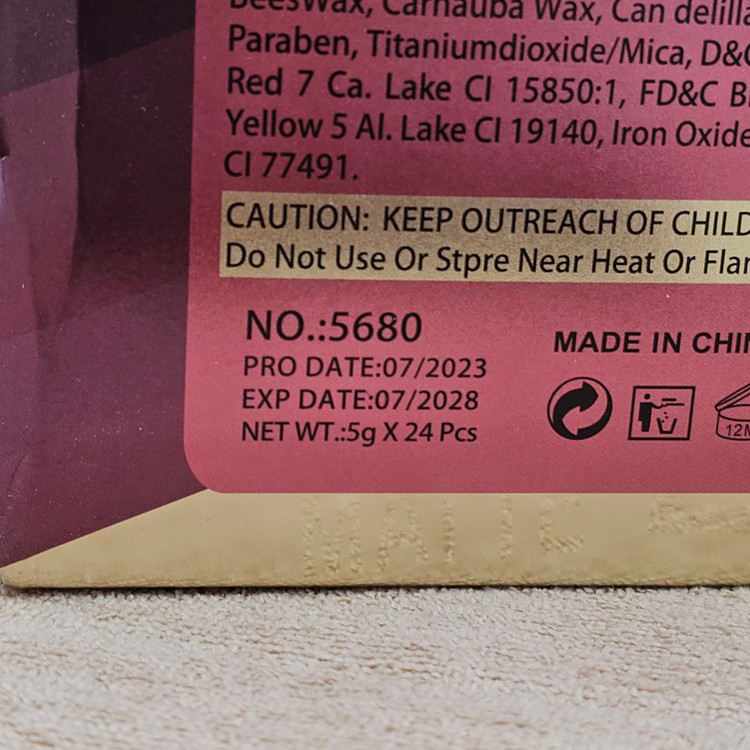 BeesWax, Carnauba Wax, Can delilla
Paraben, Titaniumdioxide/Mica, D&C
Red 7 Ca. Lake CI 15850:1, FD&C B
Yellow 5 Al. Lake CI 19140, Iron Oxide
CI 77491.
CAUTION: KEEP OUTREACH OF CHILD
Do Not Use Or Stpre Near Heat Or Flam
NO.:5680
PRO DATE:07/2023
EXP DATE:07/2028
NET WT.:5g X 24 Pcs
MADE IN CHIN
12M
MATTE